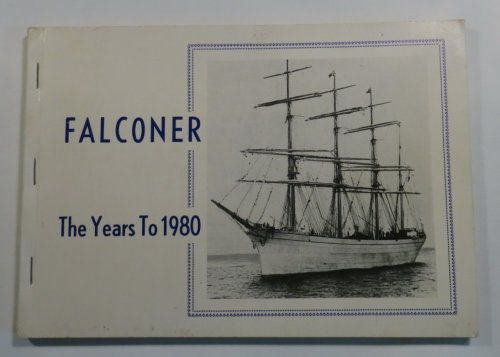 FALCONER
The Years To 1980